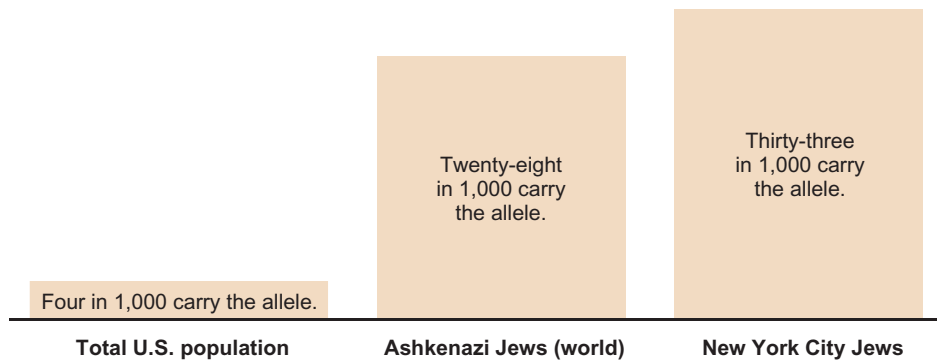 Four in 1,000 carry the allele.
Twenty-eight
in 1,000 carry
the allele.
Thirty-three
in 1,000 carry
the allele.
Total U.S. population
Ashkenazi Jews (world)
New York City Jews